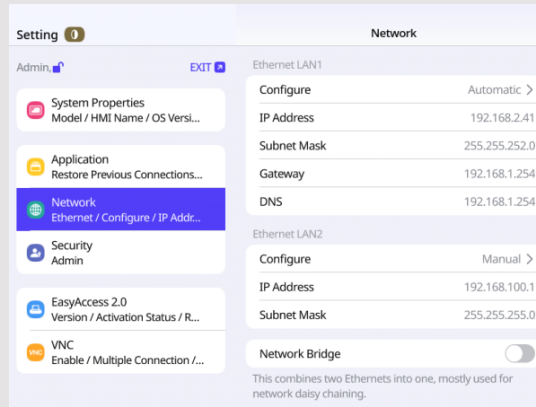 Setting
Network
Admin,
EXIT
System Properties
Model / HMI Name / OS Versi...
Application
Restore Previous Connections...
Network
Ethernet / Configure / IP Addr...
Security
Admin
EasyAccess 2.0
Version / Activation Status / R...
VNC
VNC
Enable / Multiple Connection /...
Ethernet LAN1
Configure Automatic
IP Address 192.168.2.41
Subnet Mask 255.255.252.0
Gateway 192.168.1.254
DNS 192.168.1.254
Ethernet LAN2
Configure Manual
IP Address 192.168.100.1
Subnet Mask 255.255.255.0
Network Bridge
This combines two Ethernets into one, mostly used for
network daisy chaining.